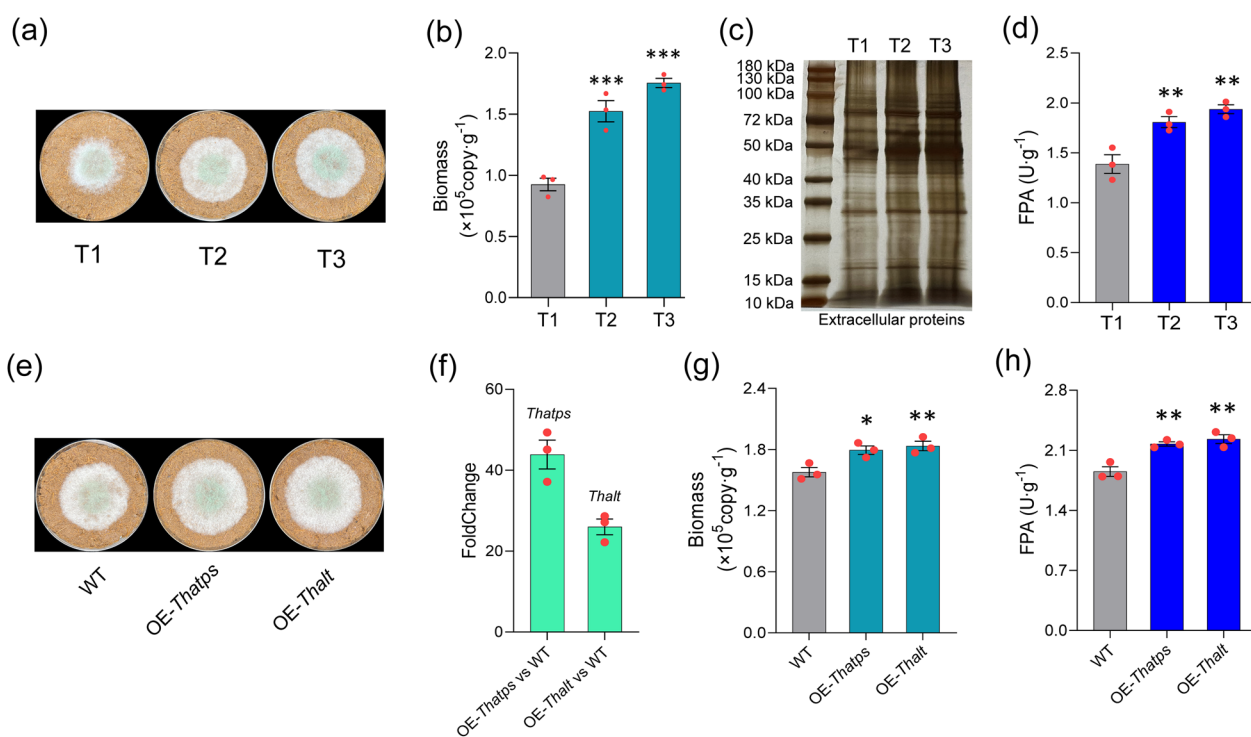 (a)
T1
T2
T3
(b)
Biomass
(×10⁵copy·g⁻¹)
2.0
1.5
1.0
0.5
0.0
***
***
T1
T2
T3
(c)
T1 T2 T3
180 kDa
130 kDa
100 kDa
72 kDa
50 kDa
40 kDa
35 kDa
25 kDa
15 kDa
10 kDa
Extracellular proteins
(d)
FPA (U·g⁻¹)
2.5
2.0
1.5
1.0
0.5
0.0
**
**
T1
T2
T3
(e)
WT
OE-Thatps
OE-Thalt
(f)
FoldChange
60
40
20
0
Thatps
Thalt
OE-Thatps vs WT
OE-Thalt vs WT
(g)
Biomass
(×10⁵copy·g⁻¹)
2.4
1.8
1.2
1.6
0.0
*
**
WT
OE-Thatps
OE-Thalt
(h)
FPA (U·g⁻¹)
2.8
2.1
1.4
0.7
0.0
**
**
WT
OE-Thatps
OE-Thalt